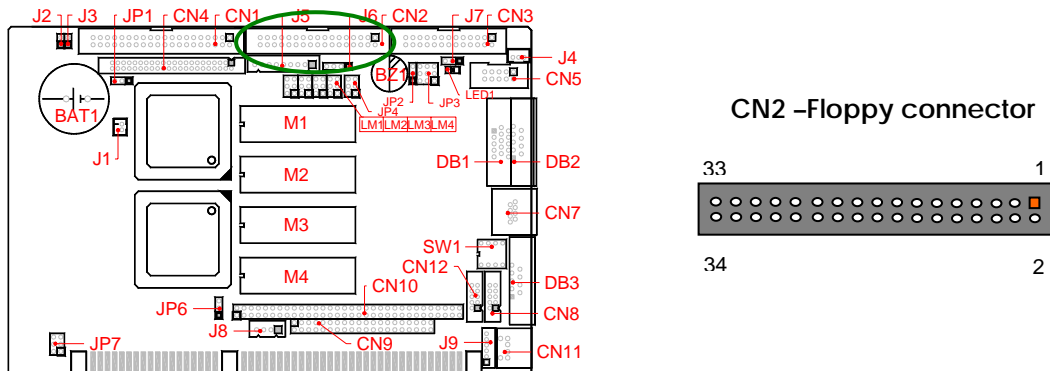 J2 J3 JP1 CN4 CN1 J5 J6 CN2 J7 CN3
J4
BZ1
CN5
LED1
JP2 JP3
JP4
BAT1
LM1 LM2 LM3 LM4
M1
J1
DB1 DB2
M2
CN7
M3
SW1
CN12
M4
DB3
CN10
JP6
CN8
J8
CN9
J9
CN11
JP7
CN2 –Floppy connector
33 1
34 2